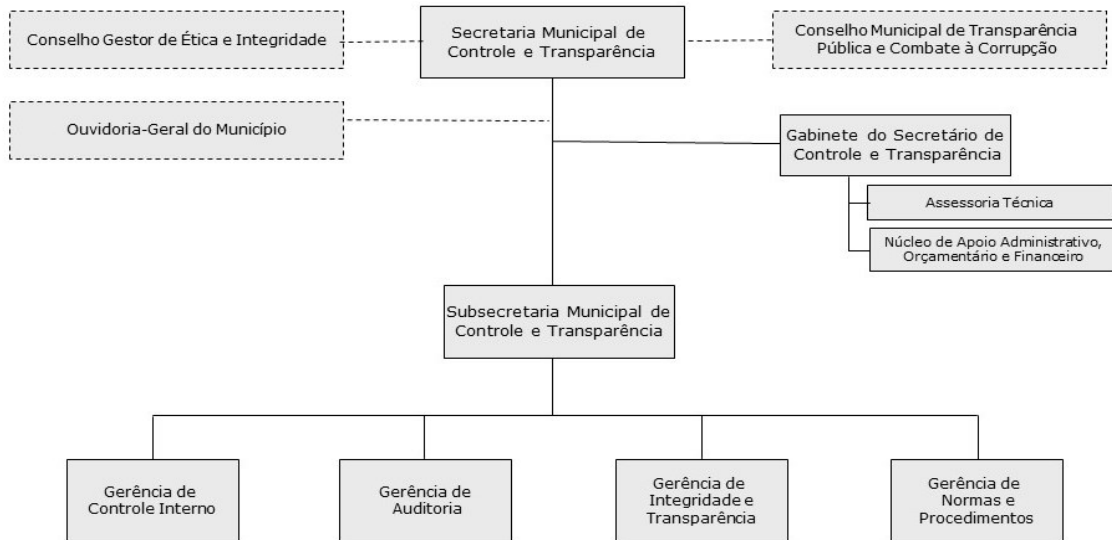 Conselho Gestor de Ética e Integridade
Secretaria Municipal de
Controle e Transparência
Conselho Municipal de Transparência
Pública e Combate à Corrupção
Ouvidoria-Geral do Município
Gabinete do Secretário de
Controle e Transparência
Assessoria Técnica
Núcleo de Apoio Administrativo,
Orçamentário e Financeiro
Subsecretaria Municipal de
Controle e Transparência
Gerência de
Controle Interno
Gerência de
Auditoria
Gerência de
Integridade e
Transparência
Gerência de
Normas e
Procedimentos